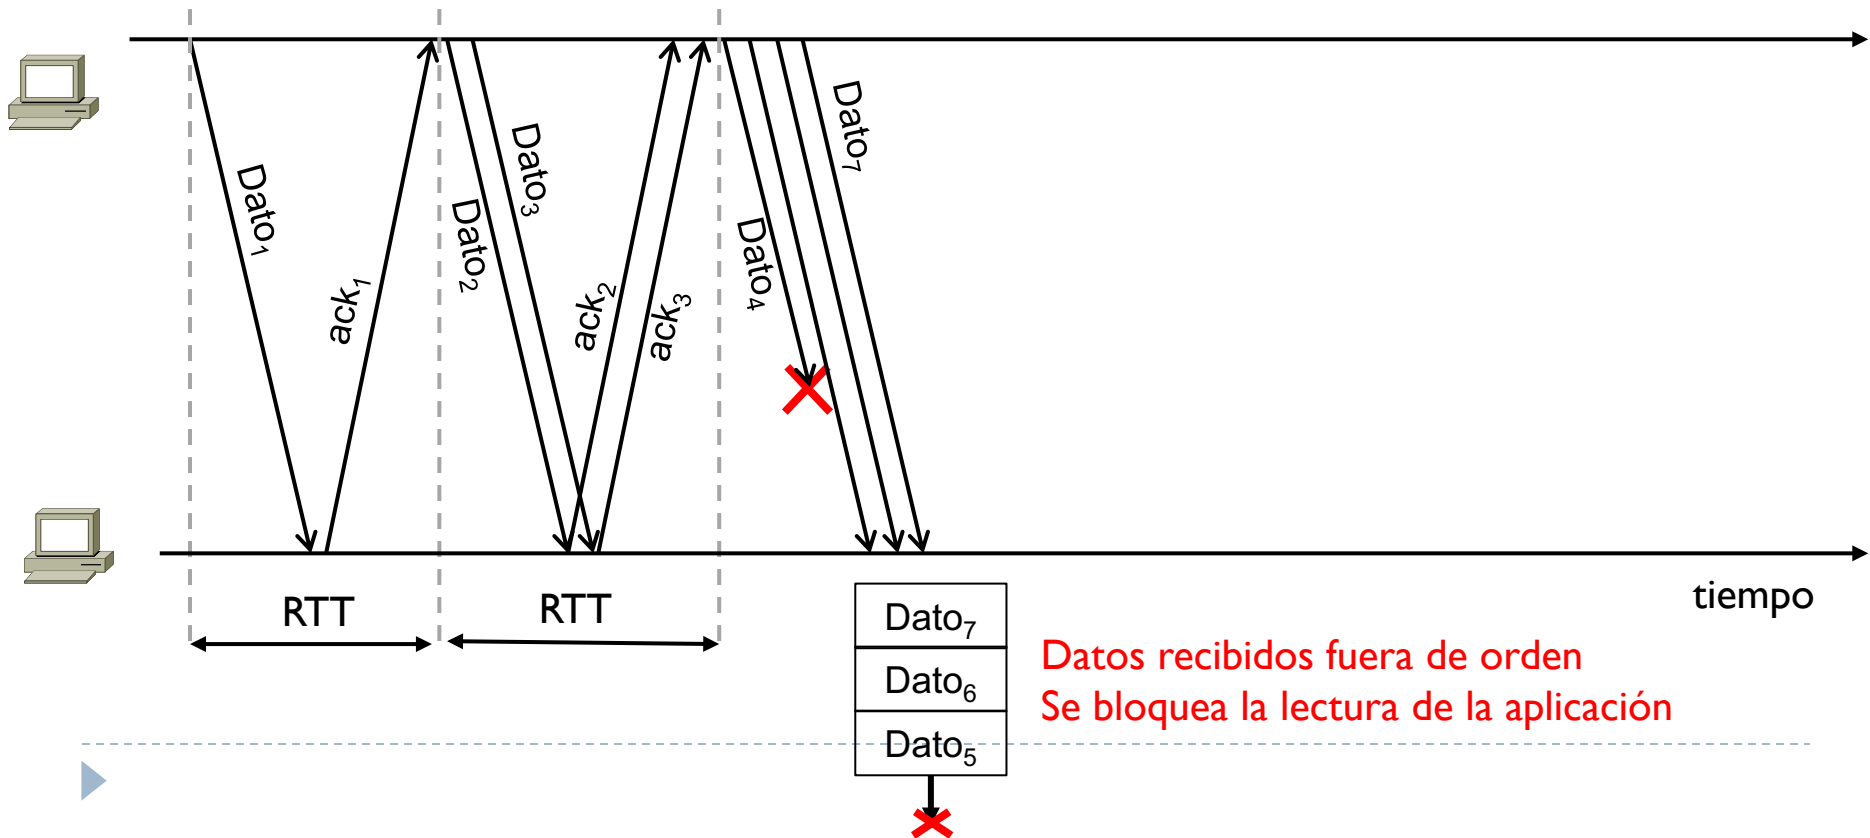 Dato₁
ack₁
Dato₂
Dato₃
ack₂
ack₃
Dato₄
Dato₇
RTT
RTT
tiempo
Dato₇
Dato₆
Dato₅
Datos recibidos fuera de orden
Se bloquea la lectura de la aplicación